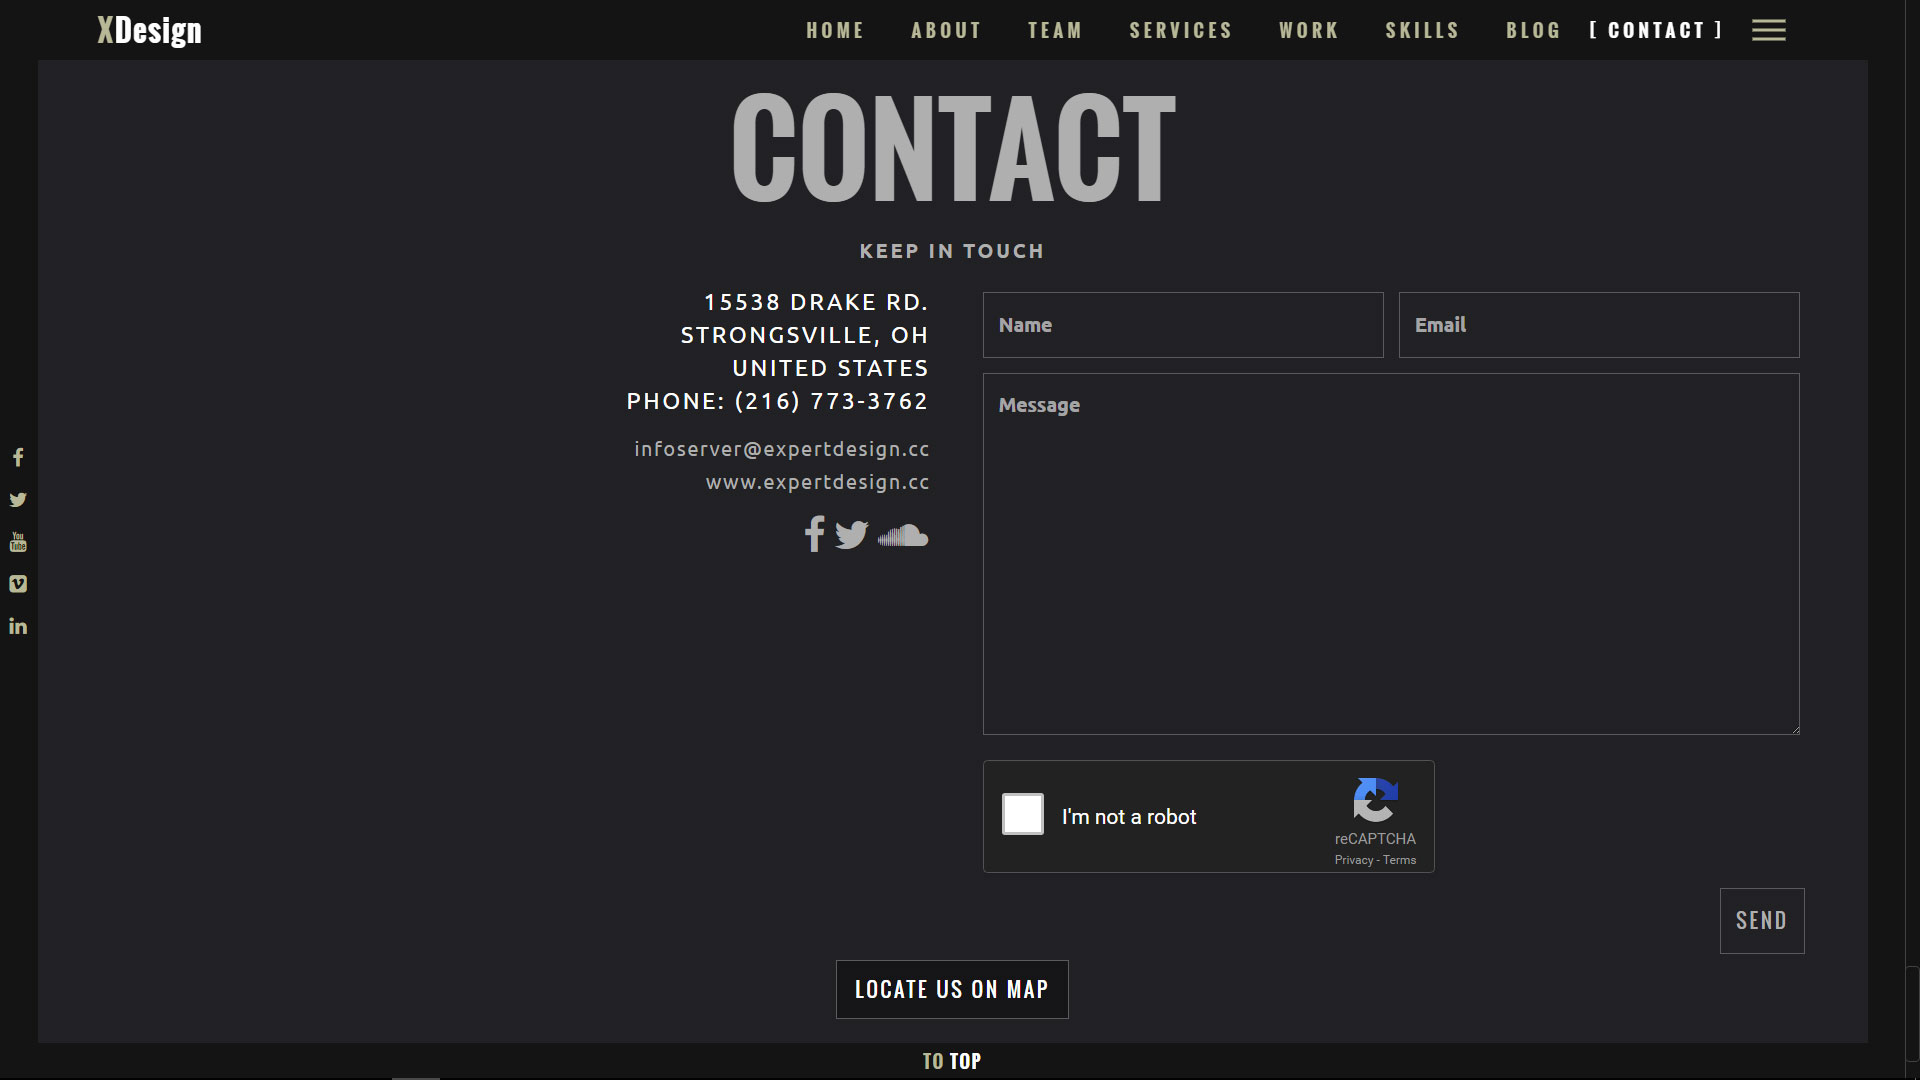 XDesign
HOME ABOUT TEAM SERVICES WORK SKILLS BLOG [ CONTACT ]
CONTACT
KEEP IN TOUCH
15538 DRAKE RD.
STRONGSVILLE, OH
UNITED STATES
PHONE: (216) 773-3762
infoserver@expertdesign.cc
www.expertdesign.cc
Name
Email
Message
You
Tube
I'm not a robot
reCAPTCHA
Privacy - Terms
SEND
LOCATE US ON MAP
TO TOP